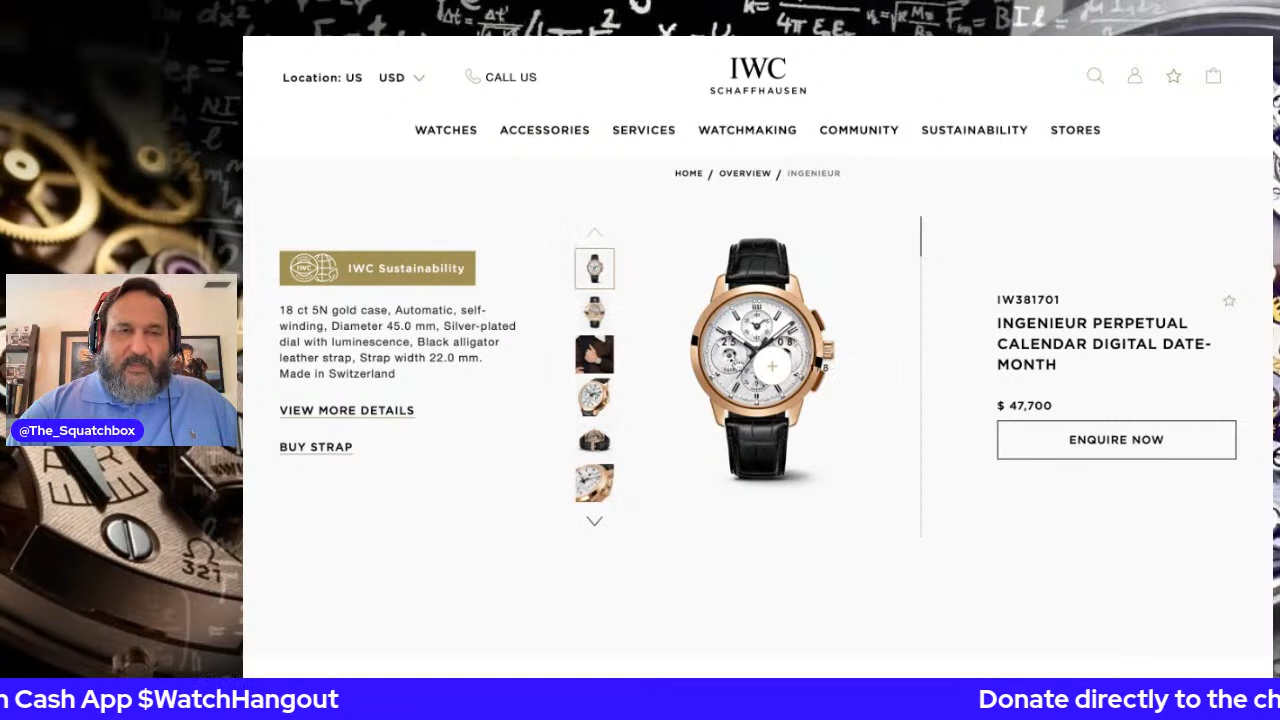 Location: US USD CALL US
IWC
SCHAFFHAUSEN
WATCHES ACCESSORIES SERVICES WATCHMAKING COMMUNITY SUSTAINABILITY STORES
HOME / OVERVIEW / INGENIEUR
IWC Sustainability
18 ct 5N gold case, Automatic, self-
winding, Diameter 45.0 mm, Silver-plated
dial with luminescence, Black alligator
leather strap, Strap width 22.0 mm.
Made in Switzerland
VIEW MORE DETAILS
BUY STRAP
IW381701
INGENIEUR PERPETUAL
CALENDAR DIGITAL DATE-
MONTH
$ 47,700
ENQUIRE NOW
@The_Squatchbox
Ω
321
n Cash App $WatchHangout
Donate directly to the ch